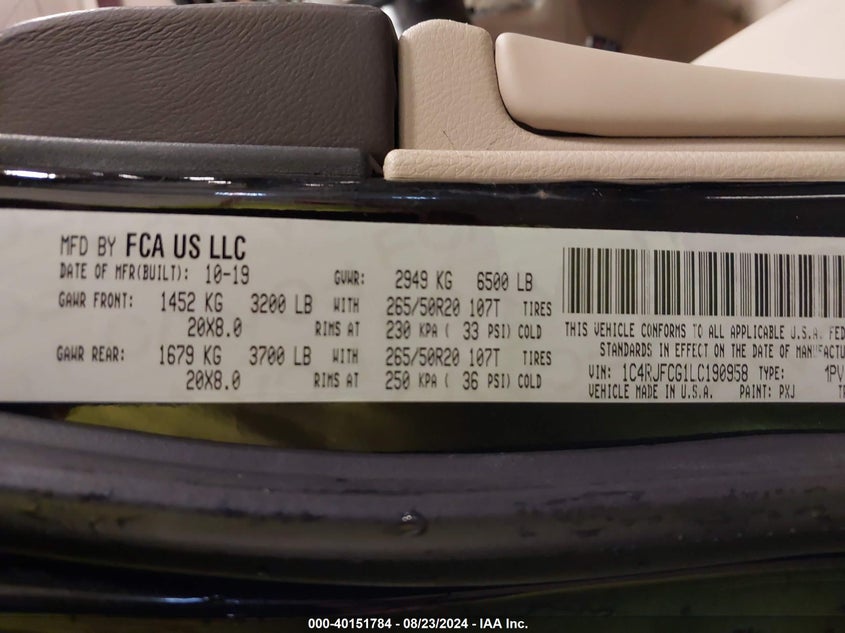 MFD BY FCA US LLC
DATE OF MFR(BUILT): 10-19 GVWR: 2949 KG 6500 LB
GAWR FRONT: 1452 KG 3200 LB WITH 265/50R20 107T TIRES
20X8.0 RIMS AT 230 KPA ( 33 PSI) COLD
GAWR REAR: 1679 KG 3700 LB WITH 265/50R20 107T TIRES
20X8.0 RIMS AT 250 KPA ( 36 PSI) COLD
THIS VEHICLE CONFORMS TO ALL APPLICABLE U.S.A. FED
STANDARDS IN EFFECT ON THE DATE OF MANUFACTU
VIN: 1C4RJFCG1LC190958 TYPE: 1PV
VEHICLE MADE IN U.S.A. PAINT: PXJ TR
000-40151784 - 08/23/2024 - IAA Inc.